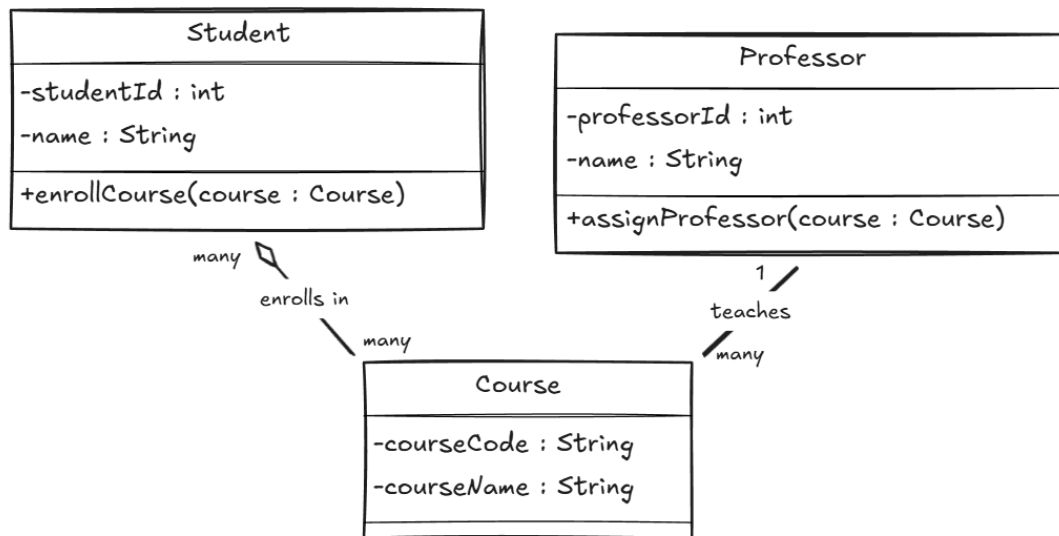 Student
-studentId : int
-name : String
+enrollCourse(course : Course)
Professor
-professorId : int
-name : String
+assignProfessor(course : Course)
many
enrolls in
many
1
teaches
many
Course
-courseCode : String
-courseName : String